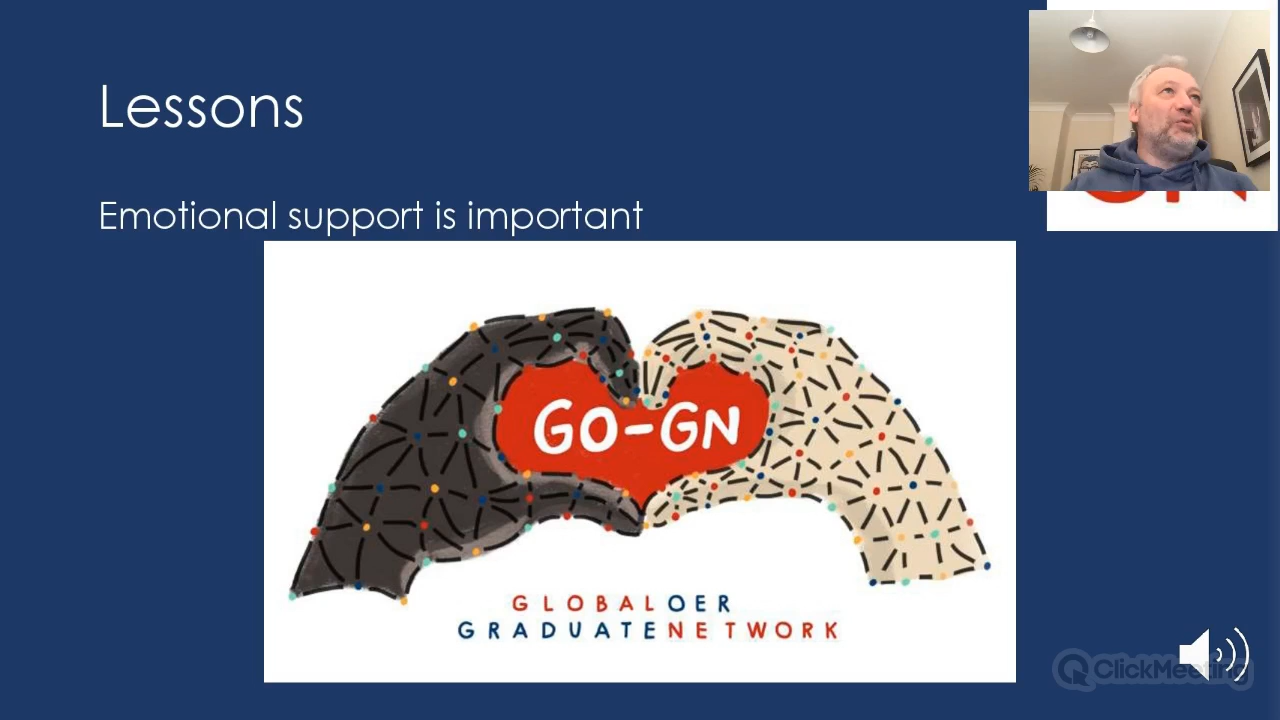 Lessons
Emotional support is important
GO-GN
GLOBAL OER
GRADUATE NETWORK
ClickMeeting